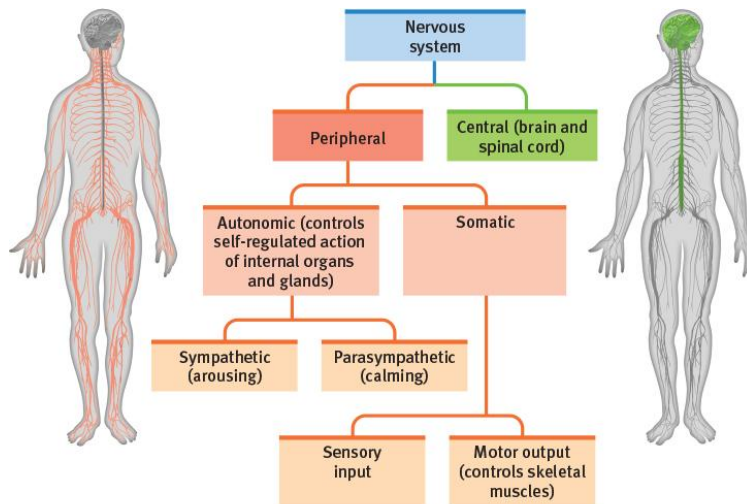 Nervous
system
Peripheral
Central (brain and
spinal cord)
Autonomic (controls
self-regulated action
of internal organs
and glands)
Somatic
Sympathetic
(arousing)
Parasympathetic
(calming)
Sensory
input
Motor output
(controls skeletal
muscles)